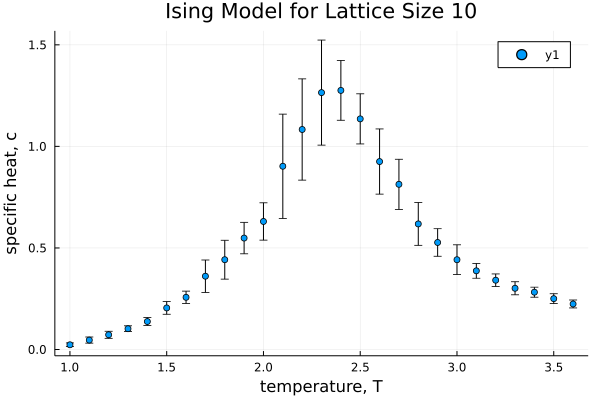 Ising Model for Lattice Size 10
y1
specific heat, c
1.5
1.0
0.5
0.0
1.0 1.5 2.0 2.5 3.0 3.5
temperature, T